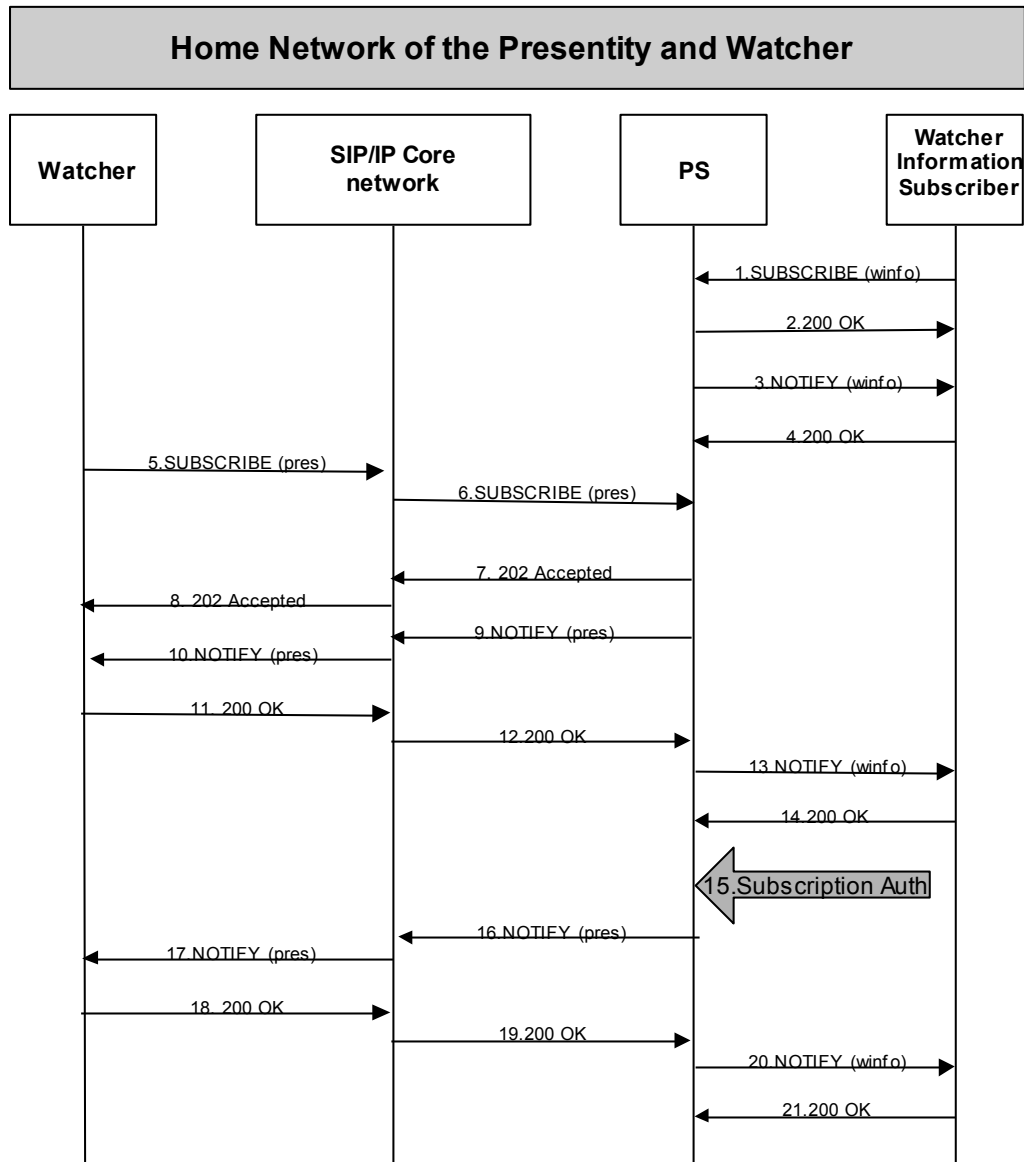 Home Network of the Presentity and Watcher
Watcher
SIP/IP Core
network
PS
Watcher
Information
Subscriber
1.SUBSCRIBE (winfo)
2.200 OK
3.NOTIFY (winfo)
4.200 OK
5.SUBSCRIBE (pres)
6.SUBSCRIBE (pres)
7. 202 Accepted
8. 202 Accepted
9.NOTIFY (pres)
10.NOTIFY (pres)
11. 200 OK
12.200 OK
13.NOTIFY (winfo)
14.200 OK
15.Subscription Auth
16.NOTIFY (pres)
17.NOTIFY (pres)
18. 200 OK
19.200 OK
20.NOTIFY (winfo)
21.200 OK